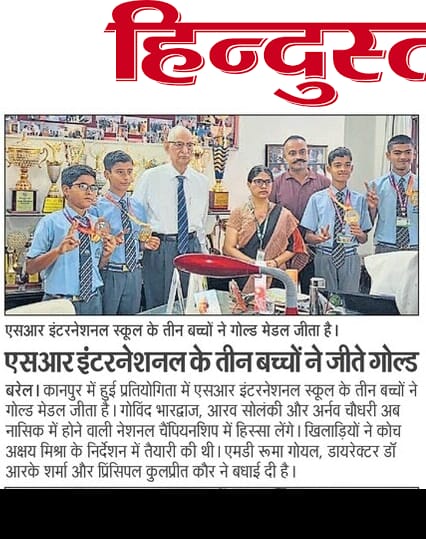 हिन्दुस्त
एसआर इंटरनेशनल स्कूल के तीन बच्चों ने गोल्ड मेडल जीता है।
एसआर इंटरनेशनल के तीन बच्चों ने जीते गोल्ड
बरेल। कानपुर में हुई प्रतियोगिता में एसआर इंटरनेशनल स्कूल के तीन बच्चों ने
गोल्ड मेडल जीता है। गोविंद भारद्वाज, आरव सोलंकी और अर्नव चौधरी अब
नासिक में होने वाली नेशनल चैंपियनशिप में हिस्सा लेंगे। खिलाड़ियों ने कोच
अक्षय मिश्रा के निर्देशन में तैयारी की थी। एमडी रूमा गोयल, डायरेक्टर डॉ
आरके शर्मा और प्रिंसिपल कुलप्रीत कौर ने बधाई दी है।